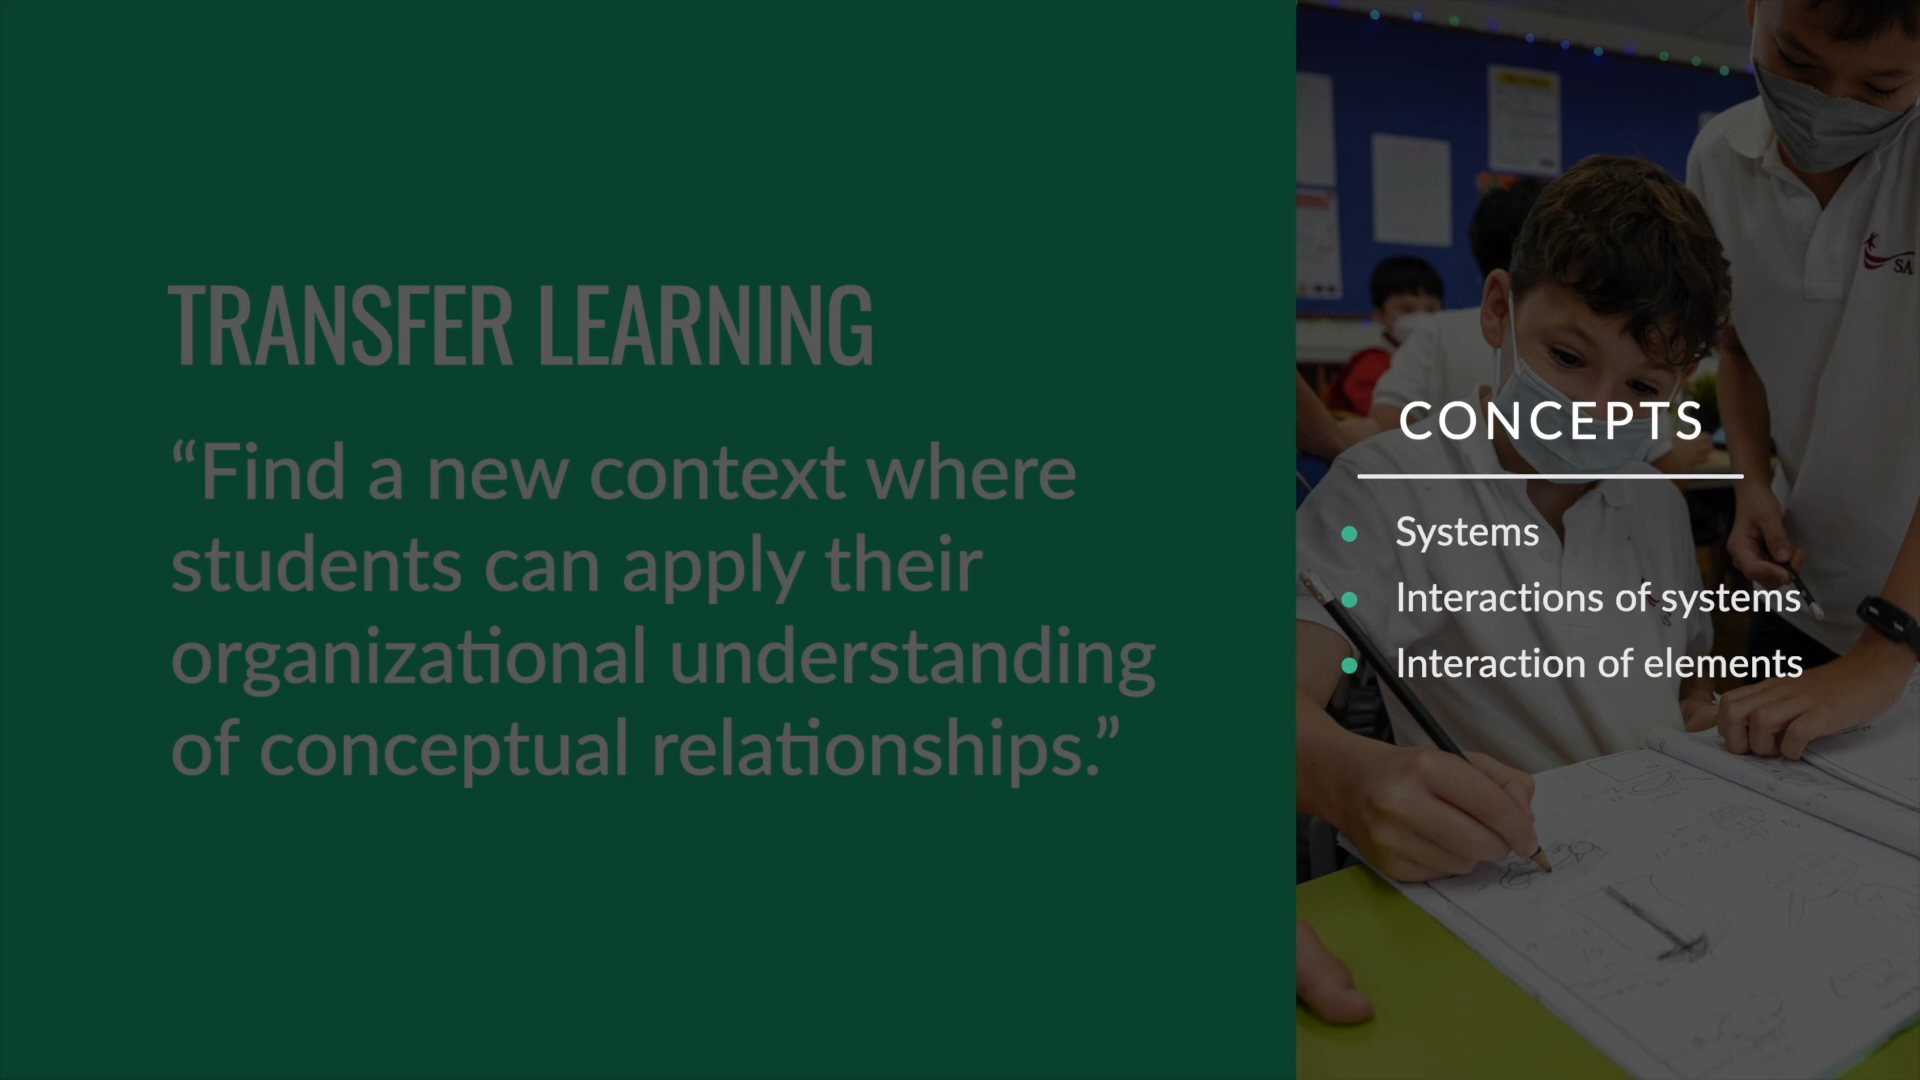 TRANSFER LEARNING
“Find a new context where
students can apply their
organizational understanding
of conceptual relationships.”
CONCEPTS
Systems
Interactions of systems
Interaction of elements
SA